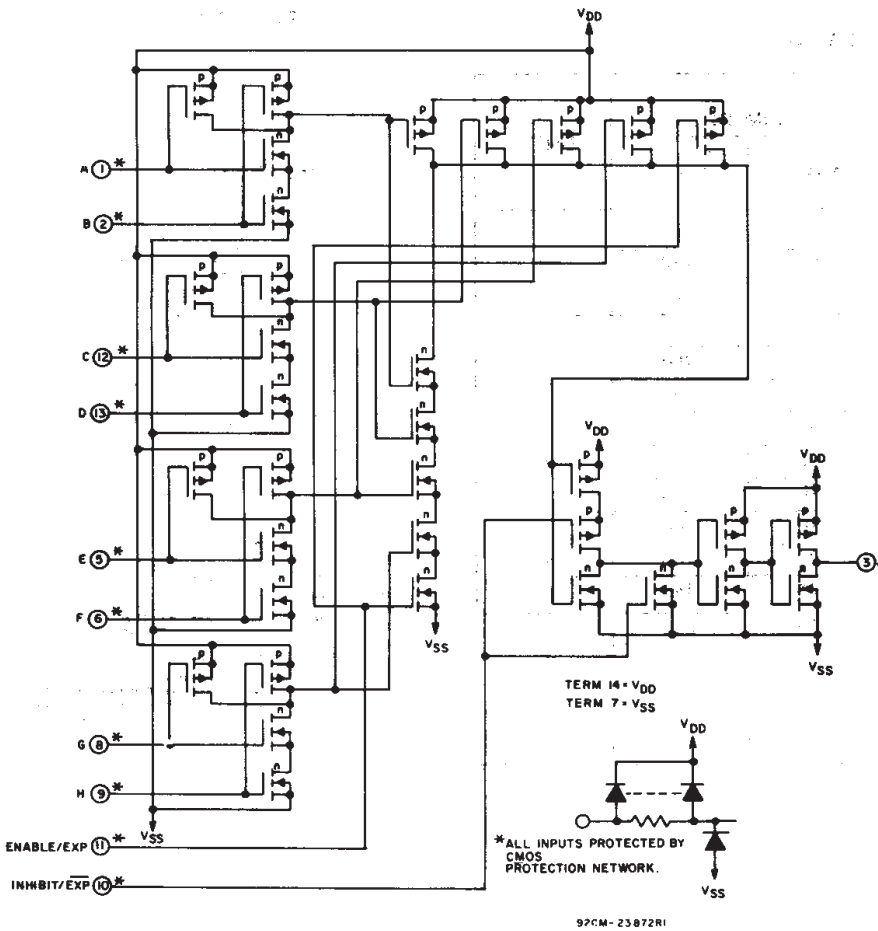 VDD
p p
p p p p p
n
A 1 *
n
B 2 *
p p
n
C 12 *
n
n
n
D 13 *
VDD
p
VDD
p p
n
p p p
E 5 *
n
n
3
n n n n
F 6 *
VSS
VSS
p p
TERM 14 = VDD
TERM 7 = VSS
n
VDD
G 8 *
n
H 9 *
VSS
ENABLE/EXP 11 *
* ALL INPUTS PROTECTED BY
CMOS
PROTECTION NETWORK.
INHIBIT/EXP 10 *
VSS
92CM-23872R1